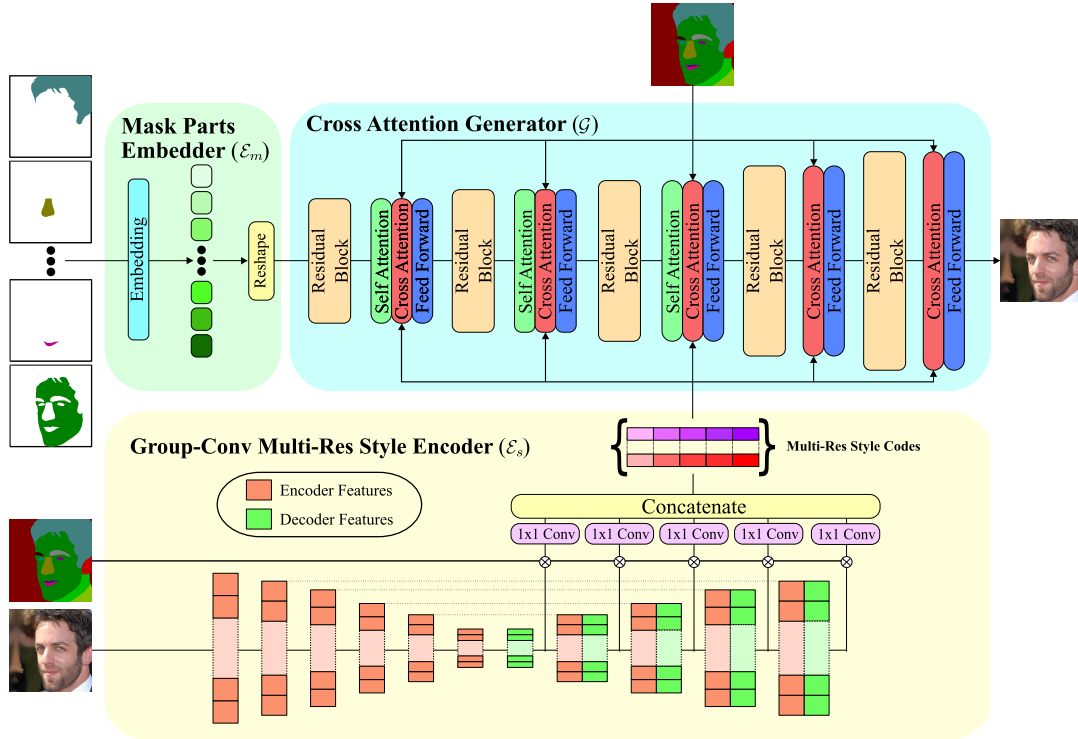 Mask Parts
Embedder (ℰₘ)
Embedding
Reshape
Cross Attention Generator (𝒢)
Residual
Block
Self Attention
Cross Attention
Feed Forward
Residual
Block
Self Attention
Cross Attention
Feed Forward
Residual
Block
Self Attention
Cross Attention
Feed Forward
Residual
Block
Cross Attention
Feed Forward
Residual
Block
Cross Attention
Feed Forward
Group-Conv Multi-Res Style Encoder (ℰₛ)
Multi-Res Style Codes
Encoder Features
Decoder Features
Concatenate
1x1 Conv
1x1 Conv
1x1 Conv
1x1 Conv
1x1 Conv